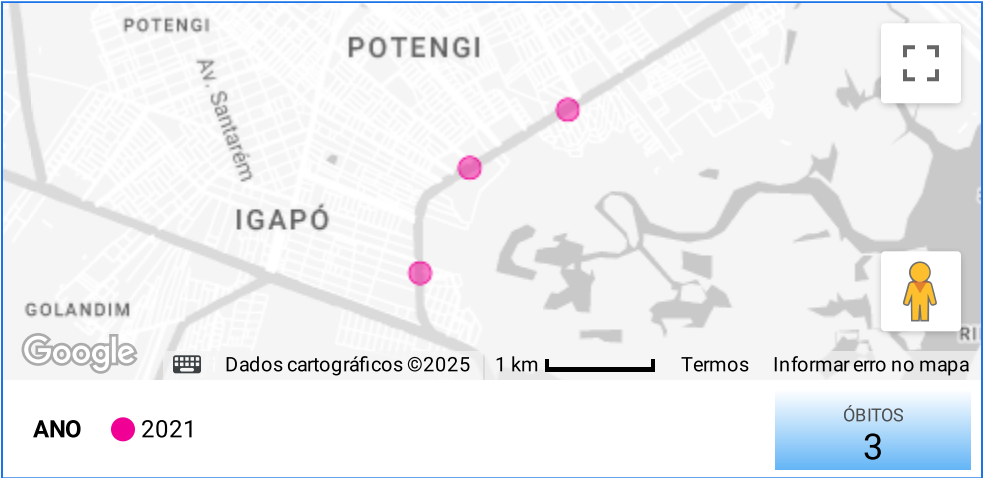 POTENGI
POTENGI
Av. Santarém
IGAPÓ
GOLANDIM
RI
Google
Dados cartográficos ©2025
1 km
Termos
Informar erro no mapa
ANO
2021
ÓBITOS
3